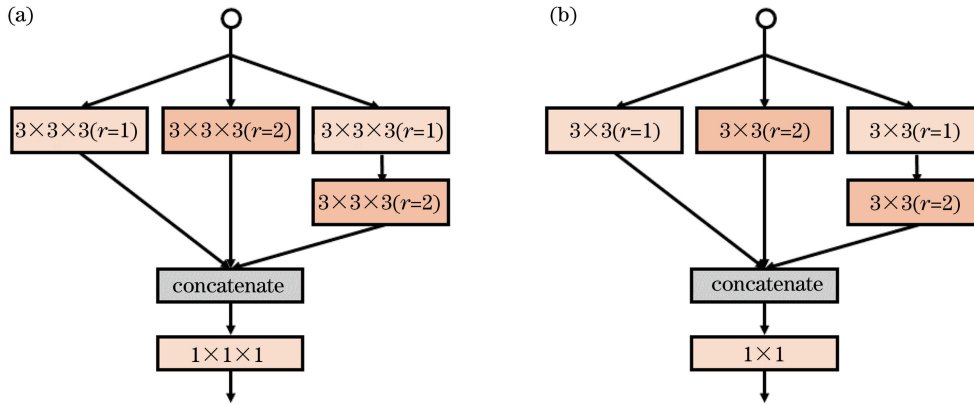 (a)
3×3×3(r=1)
3×3×3(r=2)
3×3×3(r=1)
3×3×3(r=2)
concatenate
1×1×1
(b)
3×3(r=1)
3×3(r=2)
3×3(r=1)
3×3(r=2)
concatenate
1×1